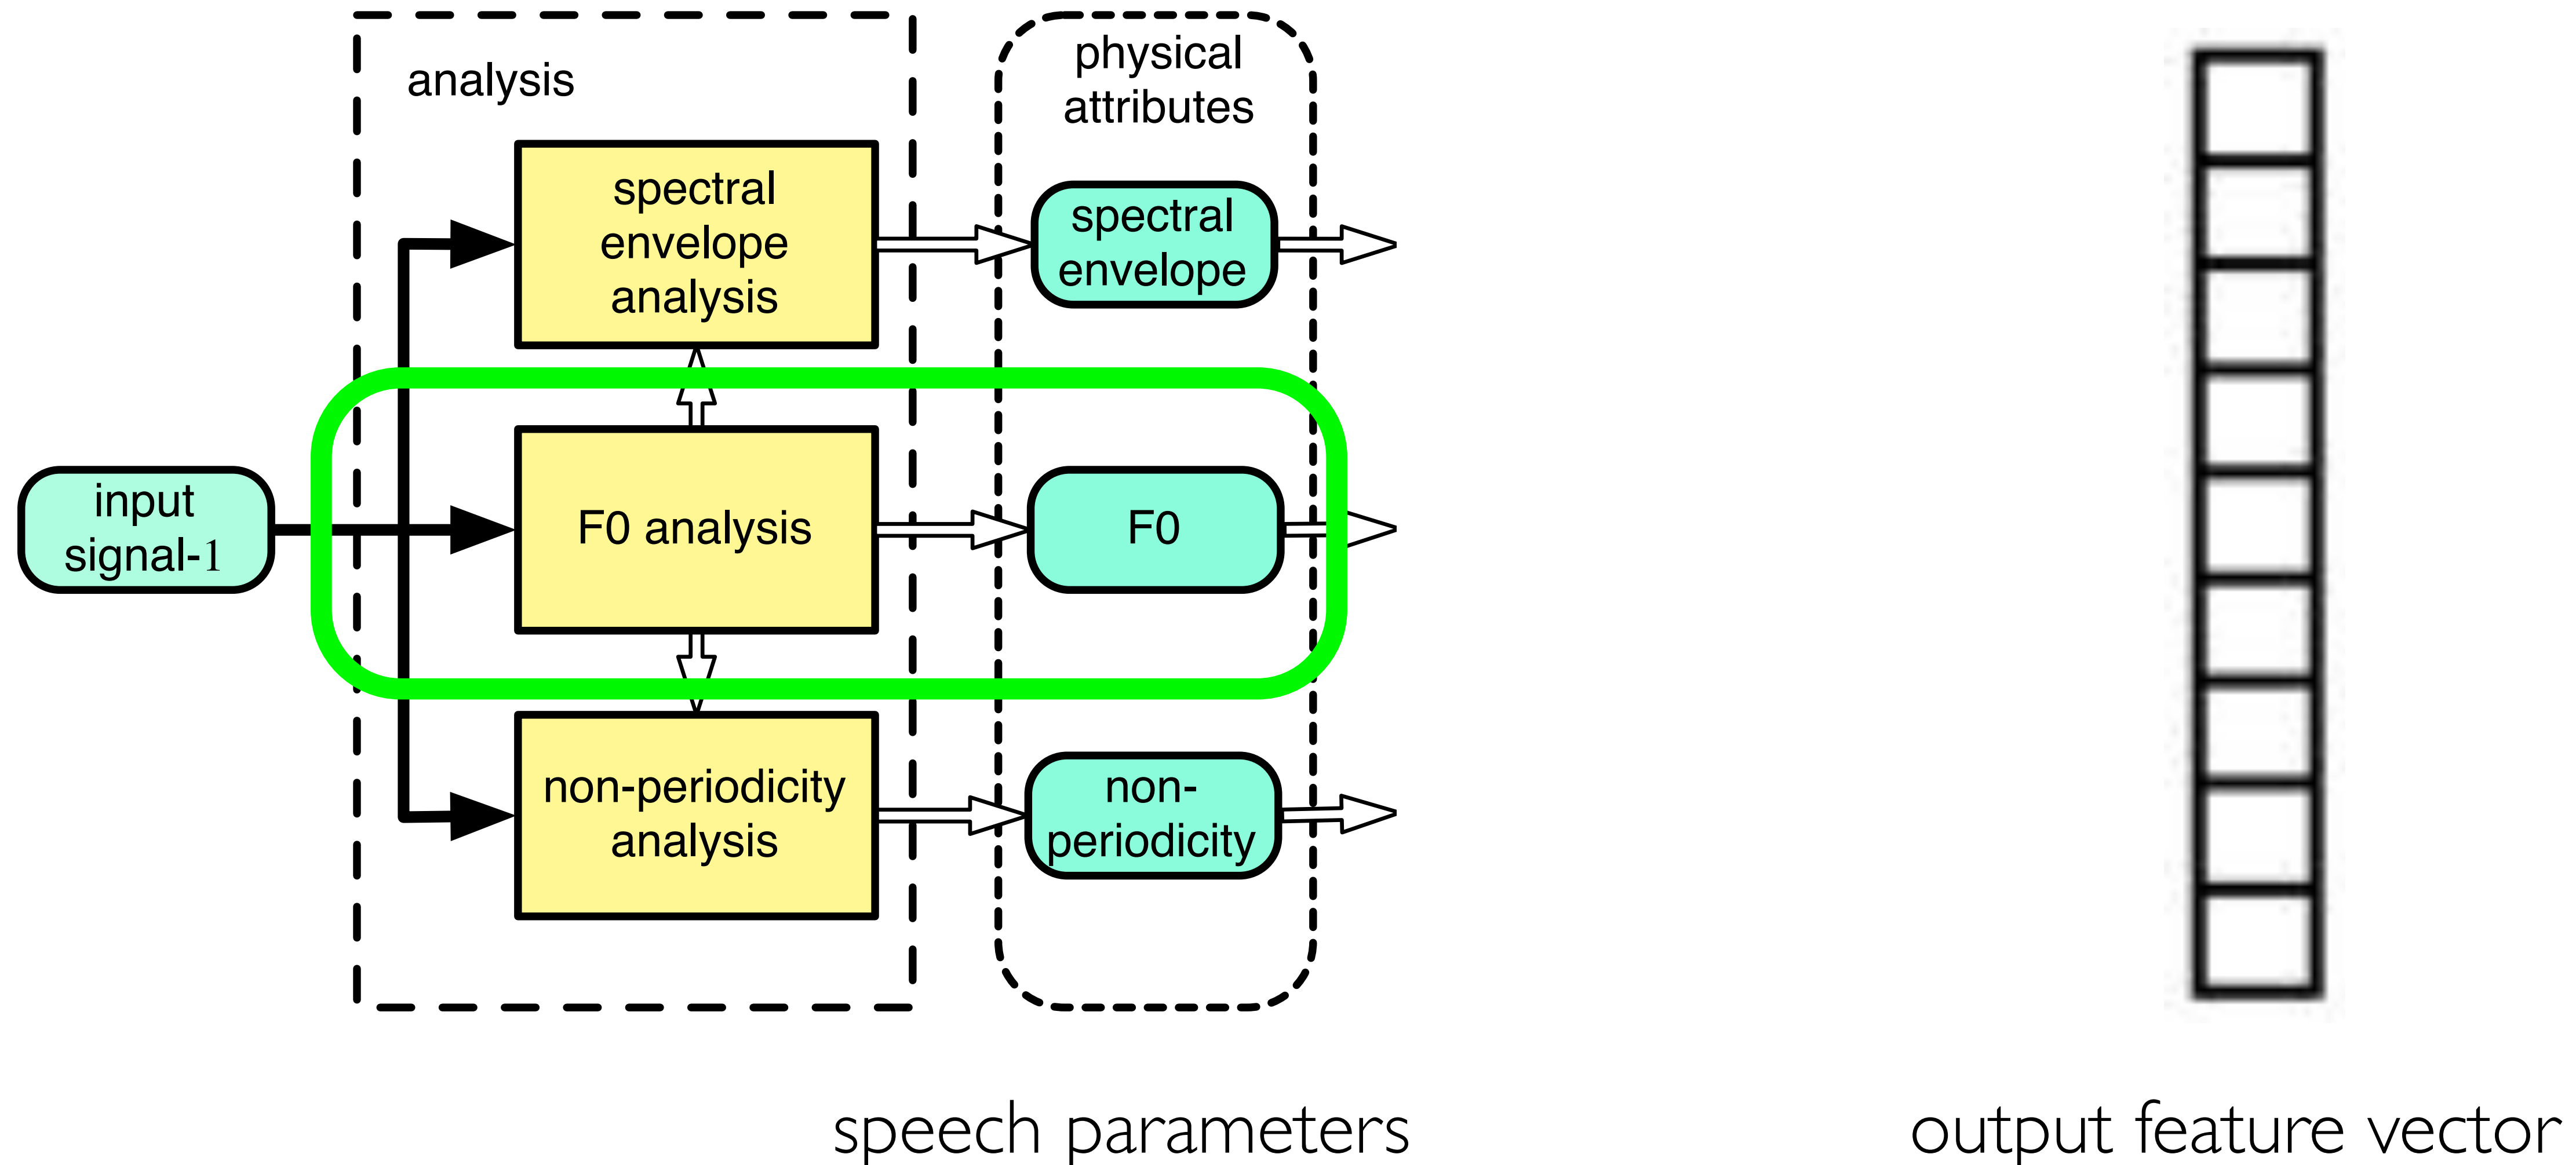 analysis
physical
attributes
spectral
envelope
analysis
spectral
envelope
input
signal-1
F0 analysis
F0
non-periodicity
analysis
non-
periodicity
speech parameters
output feature vector